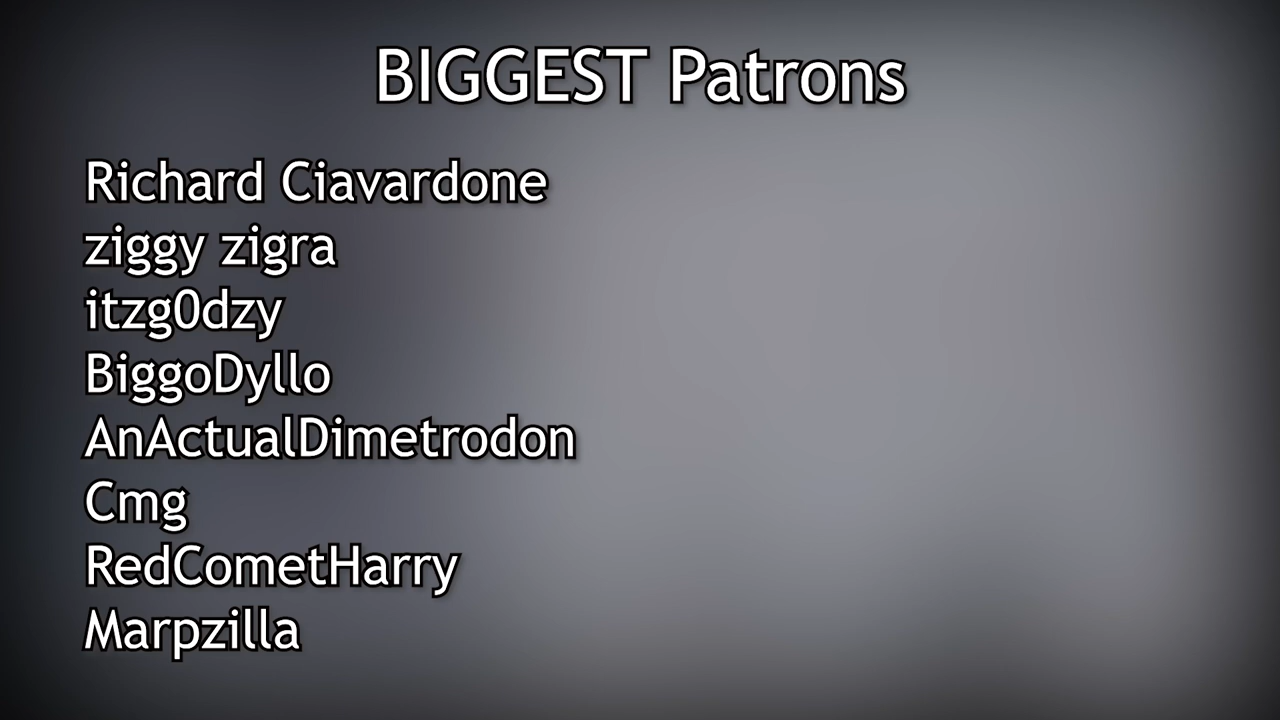 BIGGEST Patrons
Richard Ciavardone
ziggy zigra
itzg0dzy
BiggoDyllo
AnActualDimetrodon
Cmg
RedCometHarry
Marpzilla